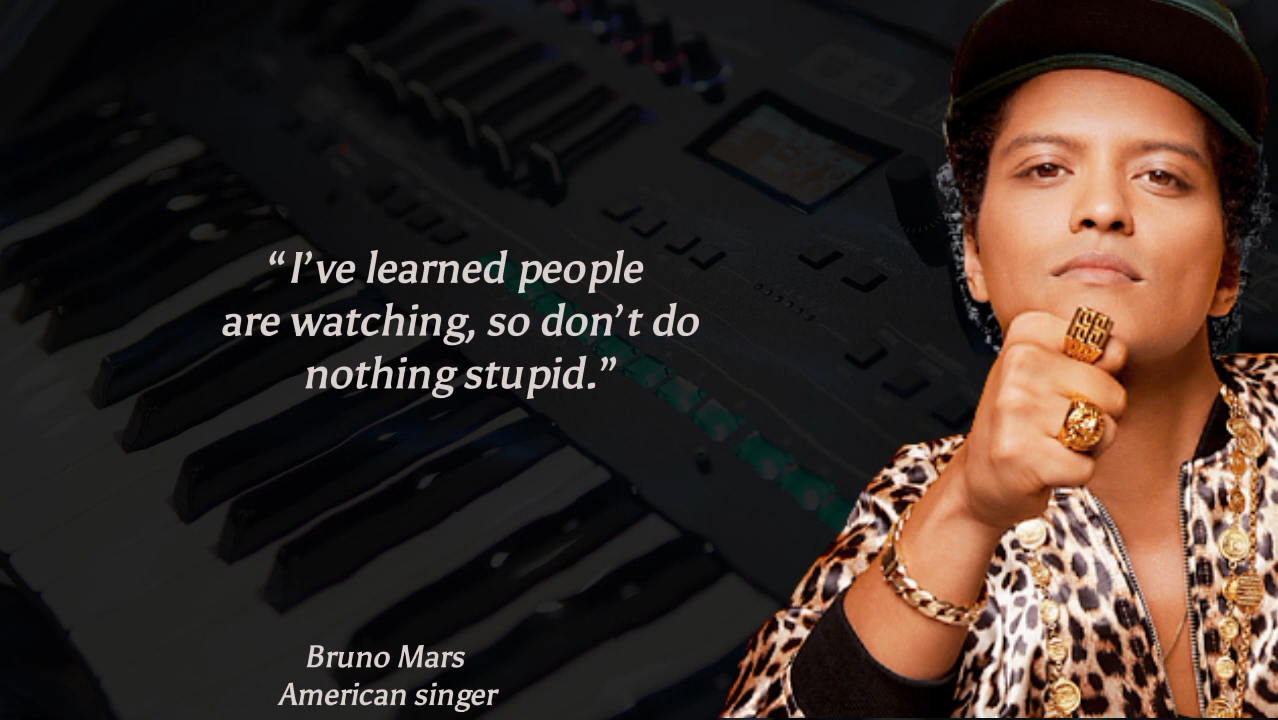 “ I’ve learned people
are watching, so don’t do
nothing stupid.”
Bruno Mars
American singer